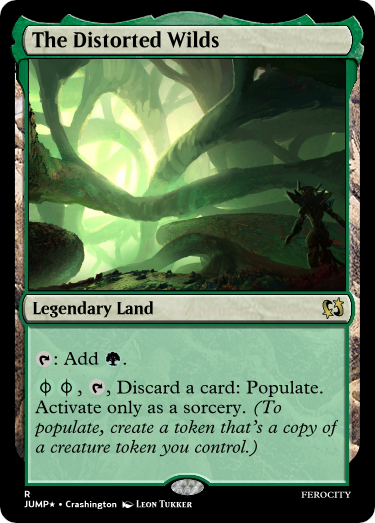 The Distorted Wilds
Legendary Land
: Add .
, , Discard a card: Populate.
Activate only as a sorcery. (To
populate, create a token that's a copy of
a creature token you control.)
R
JUMP★ • Crashington Leon Tukker
FEROCITY